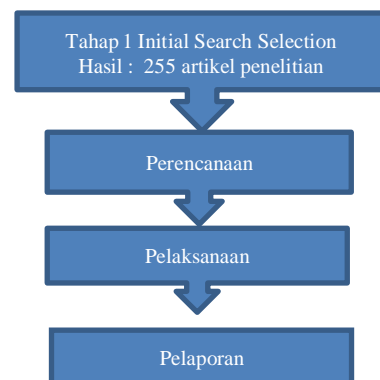 Tahap 1 Initial Search Selection
Hasil :  255 artikel penelitian
Perencanaan
Pelaksanaan
Pelaporan